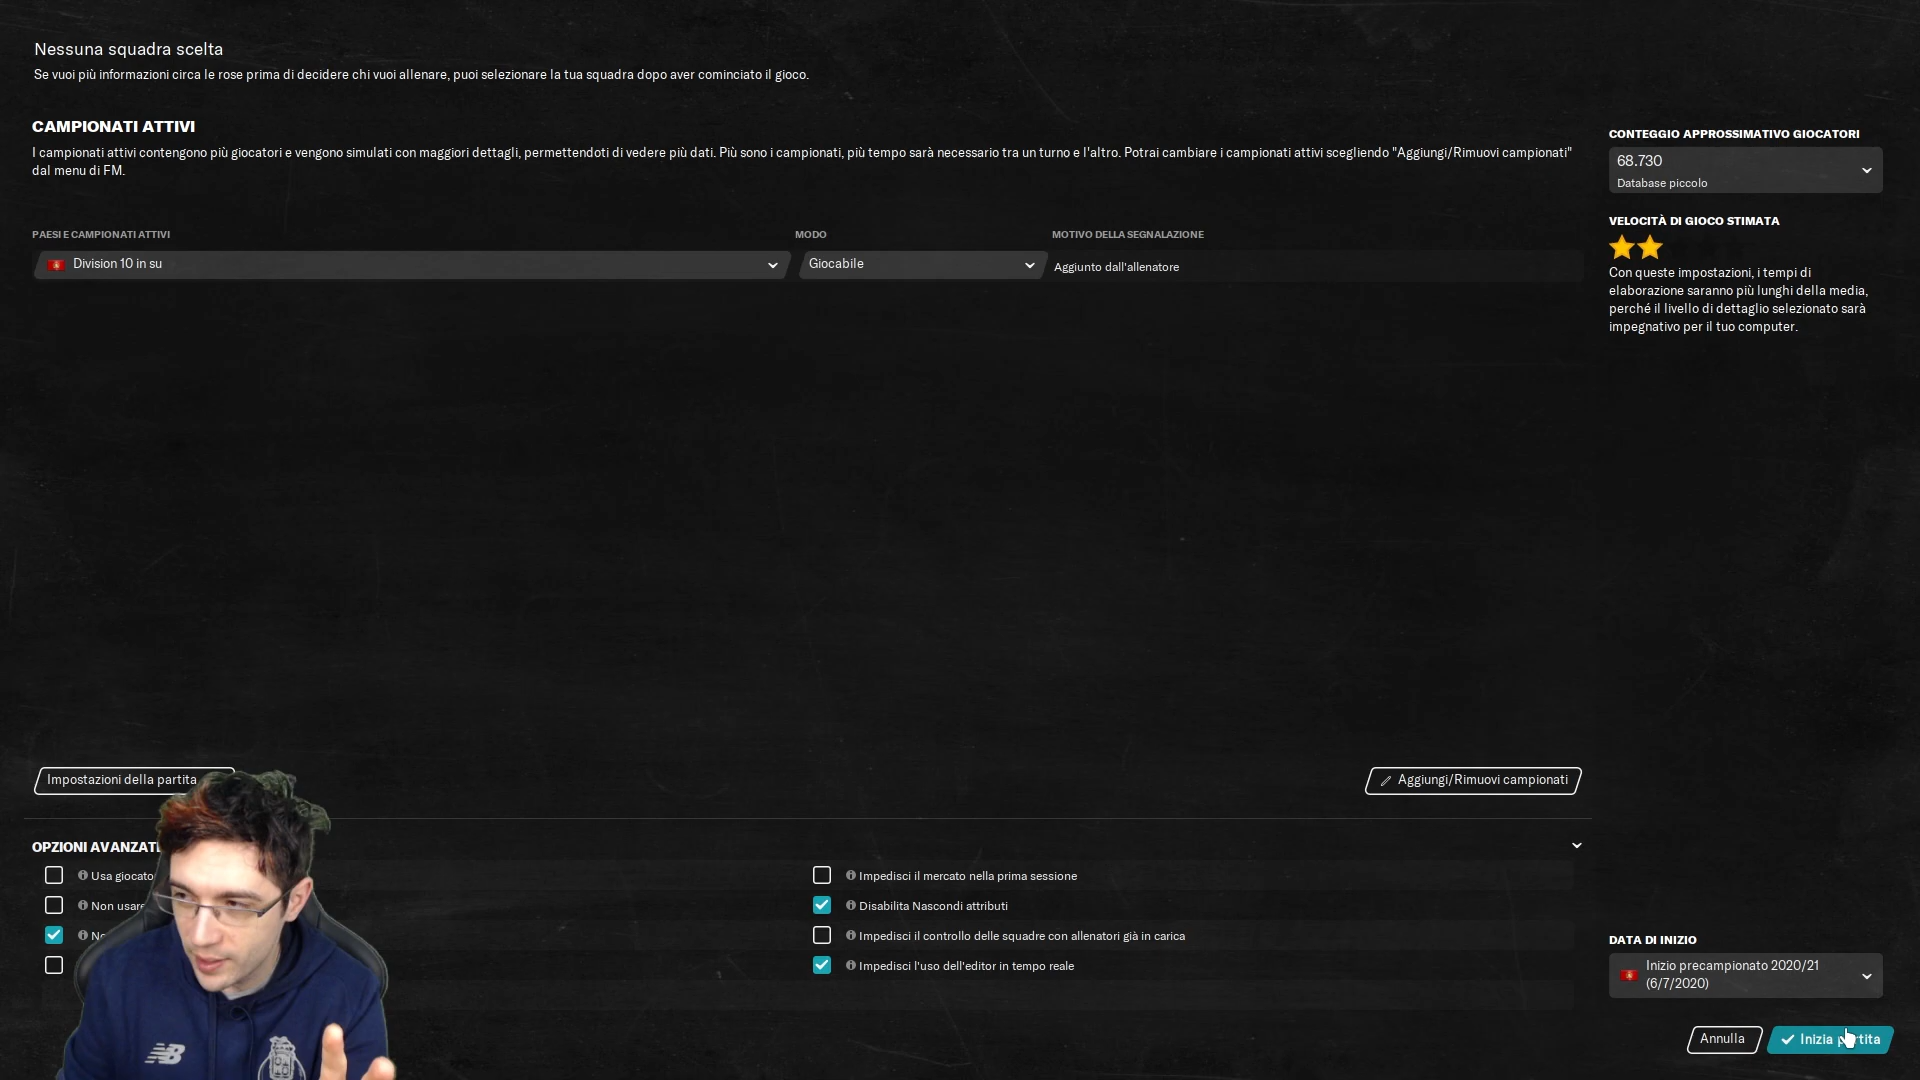 Nessuna squadra scelta
Se vuoi più informazioni circa le rose prima di decidere chi vuoi allenare, puoi selezionare la tua squadra dopo aver cominciato il gioco.
CAMPIONATI ATTIVI
I campionati attivi contengono più giocatori e vengono simulati con maggiori dettagli, permettendoti di vedere più dati. Più sono i campionati, più tempo sarà necessario tra un turno e l'altro. Potrai cambiare i campionati attivi scegliendo "Aggiungi/Rimuovi campionati"
dal menu di FM.
PAESI E CAMPIONATI ATTIVI
MODO
MOTIVO DELLA SEGNALAZIONE
Division 10 in su
Giocabile
Aggiunto dall'allenatore
CONTEGGIO APPROSSIMATIVO GIOCATORI
68.730
Database piccolo
VELOCITÀ DI GIOCO STIMATA
Con queste impostazioni, i tempi di
elaborazione saranno più lunghi della media,
perché il livello di dettaglio selezionato sarà
impegnativo per il tuo computer.
Impostazioni della partita
Aggiungi/Rimuovi campionati
OPZIONI
Usa
Non
Impedisci il mercato nella prima sessione
Disabilita Nascondi attributi
Impedisci il controllo delle squadre con allenatori già in carica
Impedisci l'uso dell'editor in tempo reale
DATA DI INIZIO
Inizio precampionato 2020/21
(6/7/2020)
Annulla
Inizia